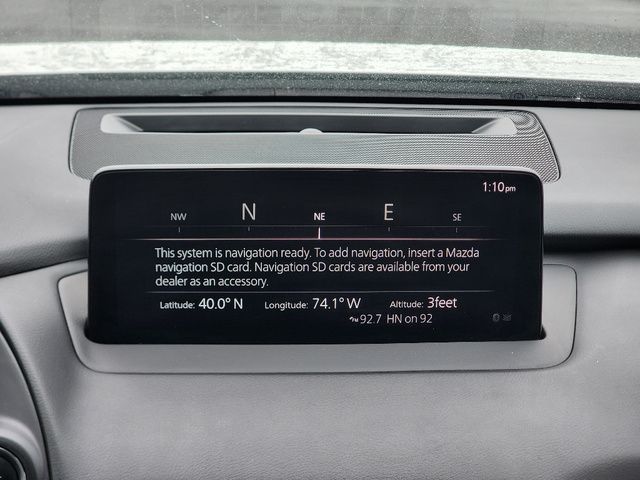 1:10pm
NW N NE E SE
This system is navigation ready. To add navigation, insert a Mazda
navigation SD card. Navigation SD cards are available from your
dealer as an accessory.
Latitude: 40.0° N Longitude: 74.1° W Altitude: 3feet
FM 92.7 HN on 92